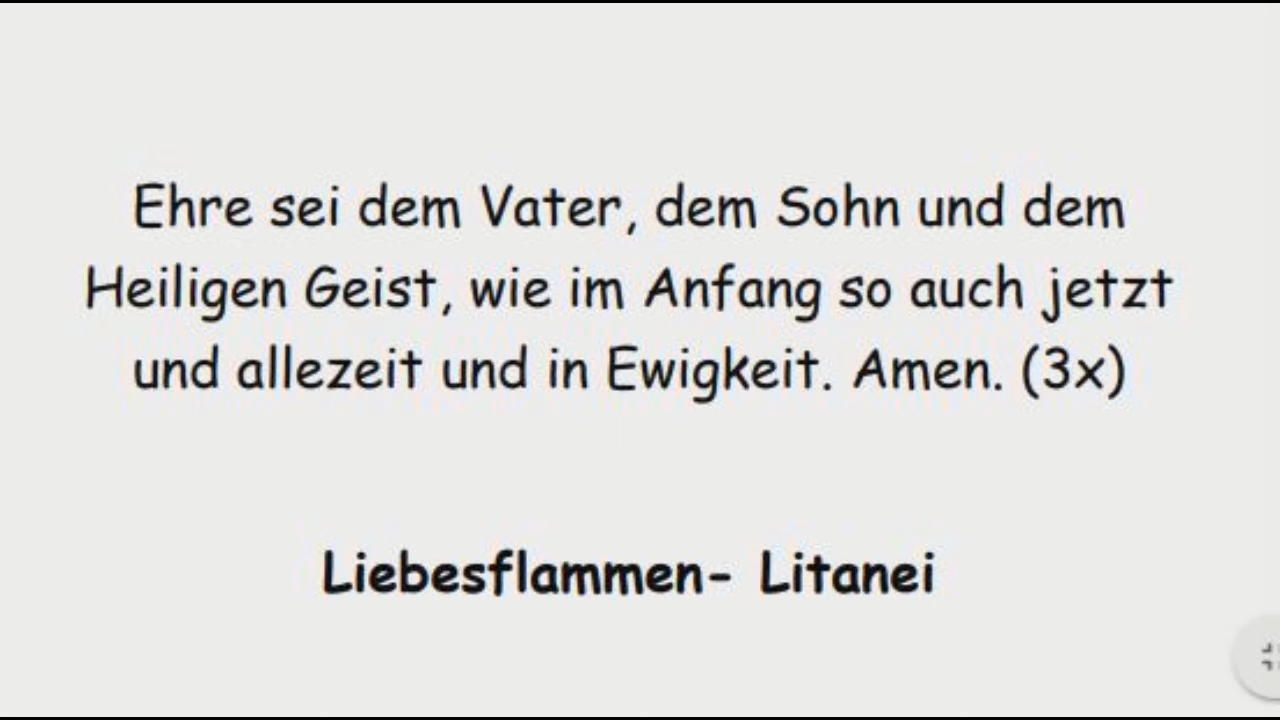 Ehre sei dem Vater, dem Sohn und dem
Heiligen Geist, wie im Anfang so auch jetzt
und allezeit und in Ewigkeit. Amen. (3x)
Liebesflammen- Litanei